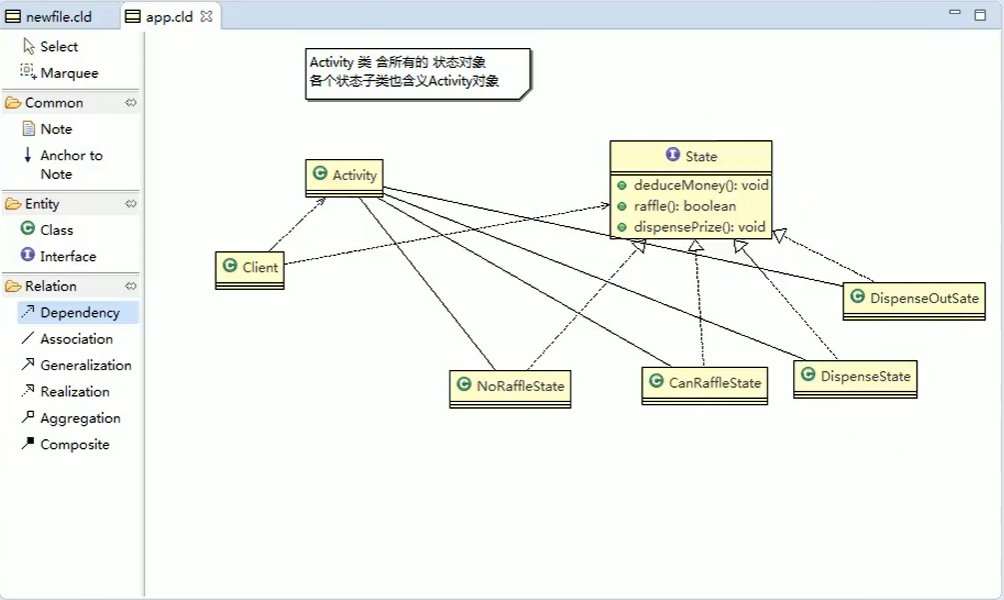 newfile.cld
app.cld
Select
Marquee
Common
Note
Anchor to
Note
Entity
Class
Interface
Relation
Dependency
Association
Generalization
Realization
Aggregation
Composite
Activity 类 含所有的 状态对象
各个状态子类也含义Activity对象
Activity
State
deduceMoney(): void
raffle(): boolean
dispensePrize(): void
Client
DispenseOutSate
NoRaffleState
CanRaffleState
DispenseState